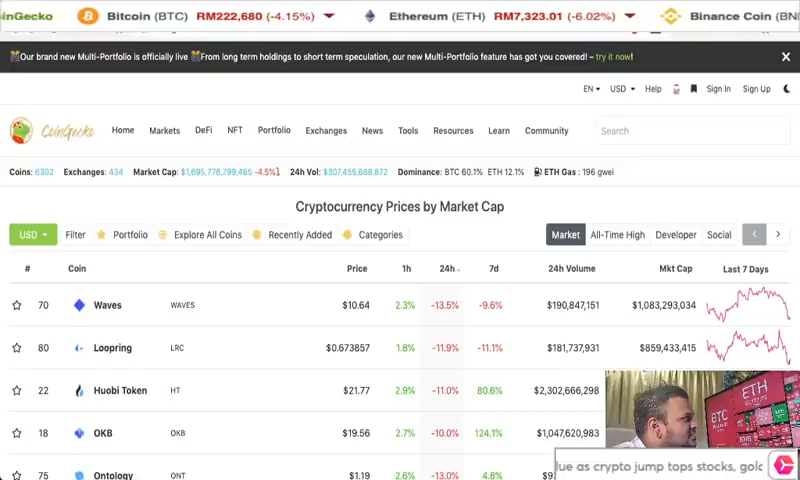 inGecko Bitcoin (BTC) RM222,680 (-4.15%) Ethereum (ETH) RM7,323.01 (-6.02%) Binance Coin (BN
Our brand new Multi-Portfolio is officially live From long term holdings to short term speculation, our new Multi-Portfolio feature has got you covered! – try it now!
EN USD Help Sign In Sign Up
CoinGecko Home Markets DeFi NFT Portfolio Exchanges News Tools Resources Learn Community Search
Coins: 6302 Exchanges: 434 Market Cap: $1,695,778,799,465 -4.5% 24h Vol: $307,455,688,872 Dominance: BTC 60.1% ETH 12.1% ETH Gas: 196 gwei
Cryptocurrency Prices by Market Cap
USD Filter Portfolio Explore All Coins Recently Added Categories Market All-Time High Developer Social
# Coin Price 1h 24h 7d 24h Volume Mkt Cap Last 7 Days
70 Waves WAVES $10.64 2.3% -13.5% -9.6% $190,847,151 $1,083,293,034
80 Loopring LRC $0.673857 1.8% -11.9% -11.1% $181,737,931 $859,433,415
22 Huobi Token HT $21.77 2.9% -11.0% 80.6% $2,302,666,298
18 OKB OKB $19.56 2.7% -10.0% 124.1% $1,047,620,983
75 Ontology ONT $1.19 2.6% -13.0% 4.8%
BTC ETH
lue as crypto jump tops stocks, gold